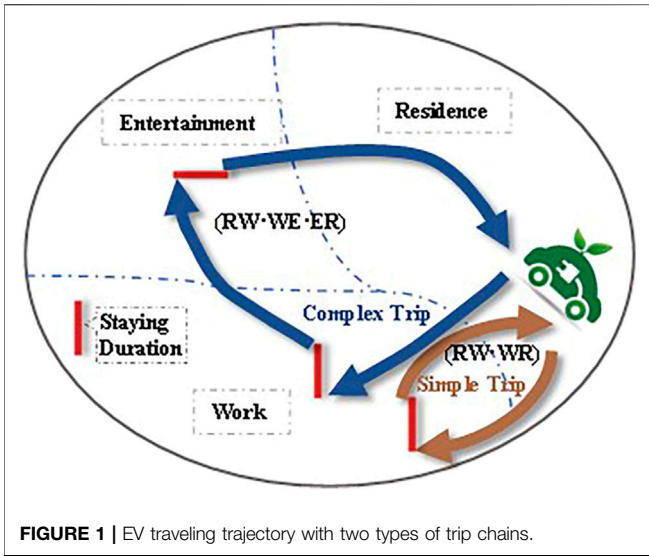 Entertainment
Residence
(RW·WE·ER)
Complex Trip
Staying
Duration
(RW·WR)
Simple Trip
Work
FIGURE 1 | EV traveling trajectory with two types of trip chains.